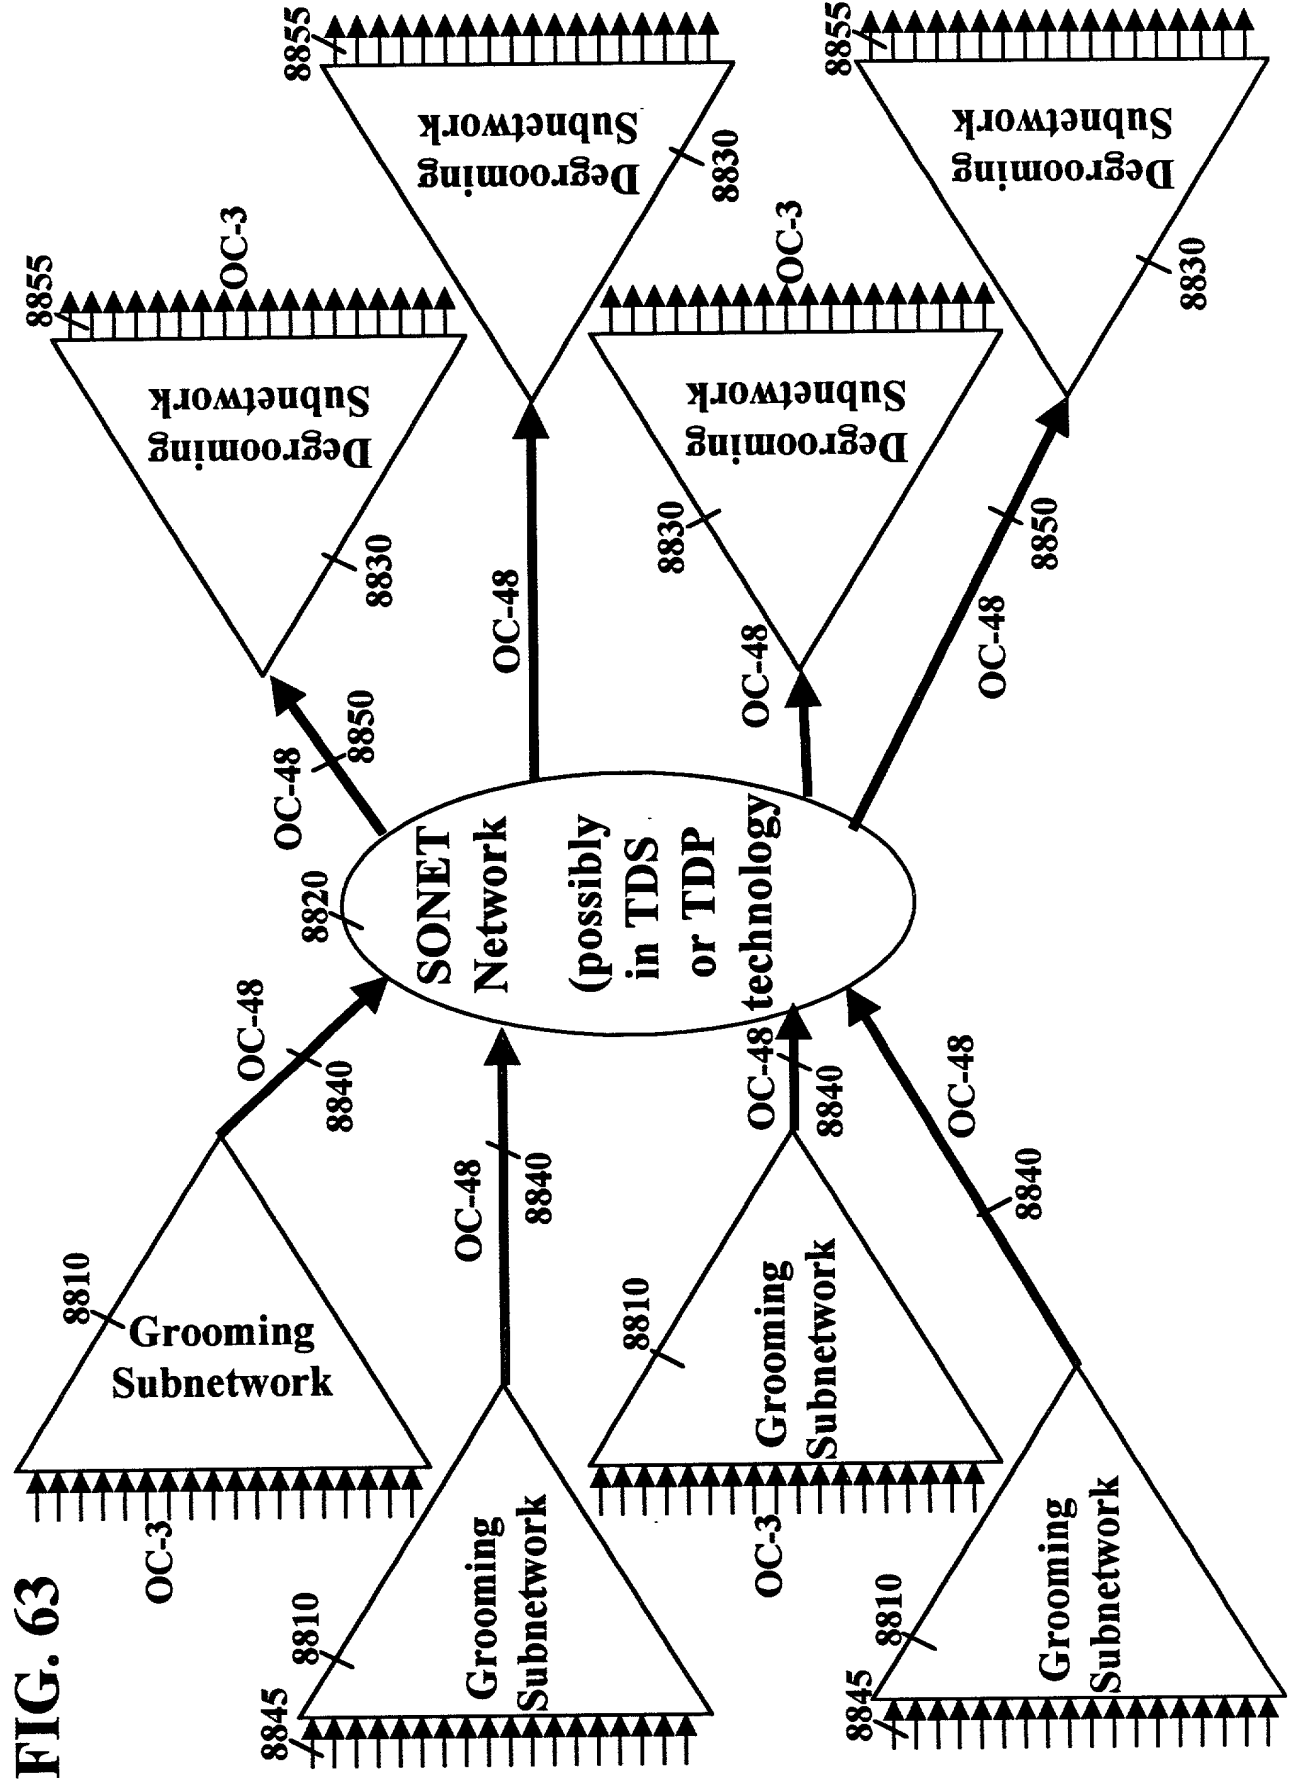 FIG. 63
8845
8810
Grooming
Subnetwork
OC-48
8840
OC-3
8810
Grooming
Subnetwork
OC-48
8840
8845
8810
Grooming
Subnetwork
OC-48
8840
OC-3
8810
Grooming
Subnetwork
OC-48
8840
8820
SONET
Network
(possibly
in TDS
or TDP
technology
OC-48
8850
8830
Degrooming
Subnetwork
8855
OC-3
OC-48
8830
Degrooming
Subnetwork
8855
OC-48
8830
Degrooming
Subnetwork
OC-3
OC-48
8850
8830
Degrooming
Subnetwork
8855